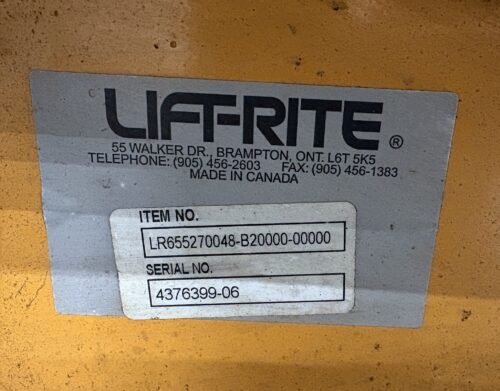 LIFT-RITE ®
55 WALKER DR., BRAMPTON, ONT. L6T 5K5
TELEPHONE: (905) 456-2603 FAX: (905) 456-1383
MADE IN CANADA
ITEM NO.
LR655270048-B20000-00000
SERIAL NO.
4376399-06